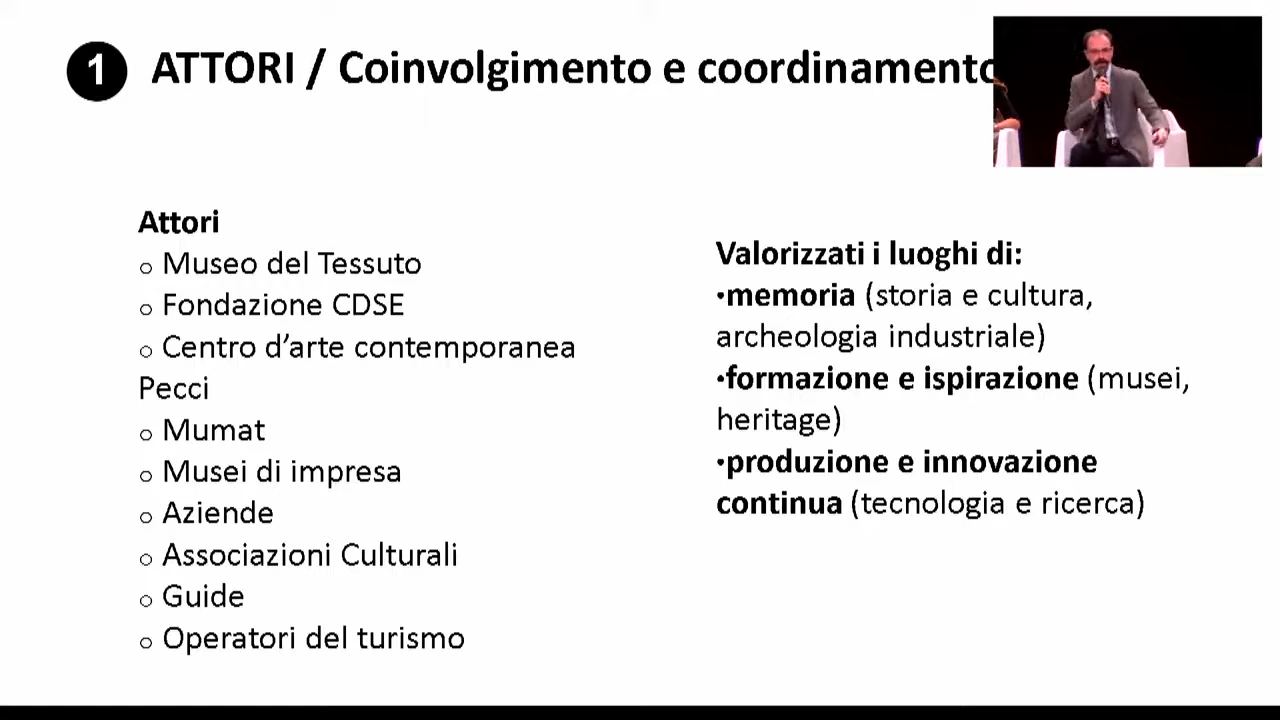 1 ATTORI / Coinvolgimento e coordinamento
Attori
o Museo del Tessuto
o Fondazione CDSE
o Centro d’arte contemporanea
Pecci
o Mumat
o Musei di impresa
o Aziende
o Associazioni Culturali
o Guide
o Operatori del turismo
Valorizzati i luoghi di:
•memoria (storia e cultura,
archeologia industriale)
•formazione e ispirazione (musei,
heritage)
•produzione e innovazione
continua (tecnologia e ricerca)